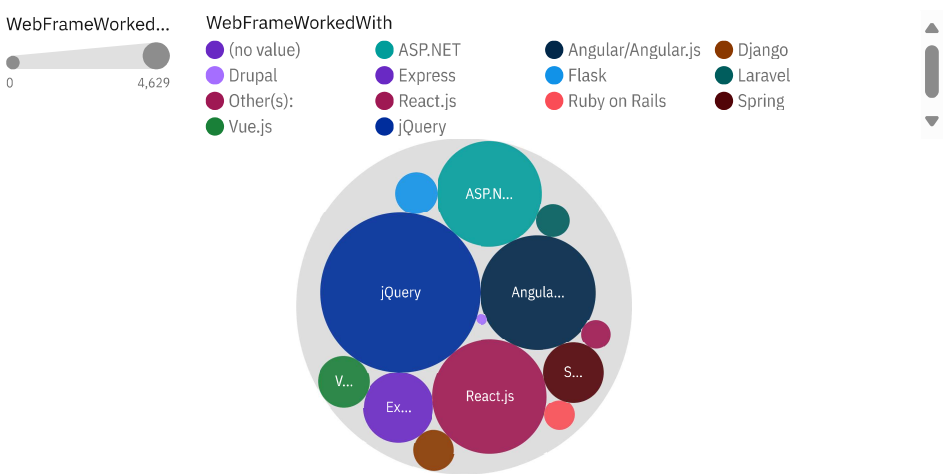 WebFrameWorked...
0 4,629
WebFrameWorkedWith
(no value) ASP.NET Angular/Angular.js Django
Drupal Express Flask Laravel
Other(s): React.js Ruby on Rails Spring
Vue.js jQuery
ASP.N...
jQuery
Angula...
S...
V...
React.js
Ex...